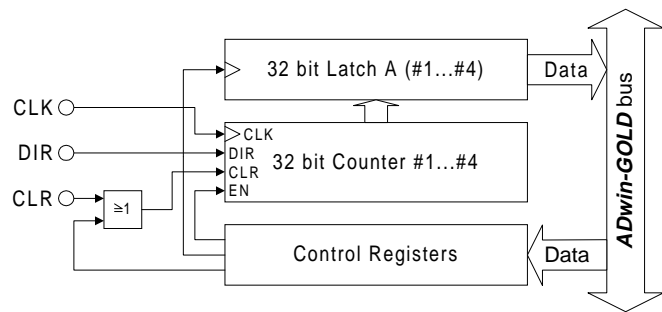 32 bit Latch A (#1...#4)
Data
CLK
CLK
DIR
DIR
32 bit Counter #1...#4
CLR
CLR
EN
≥1
Control Registers
Data
ADwin-GOLD bus